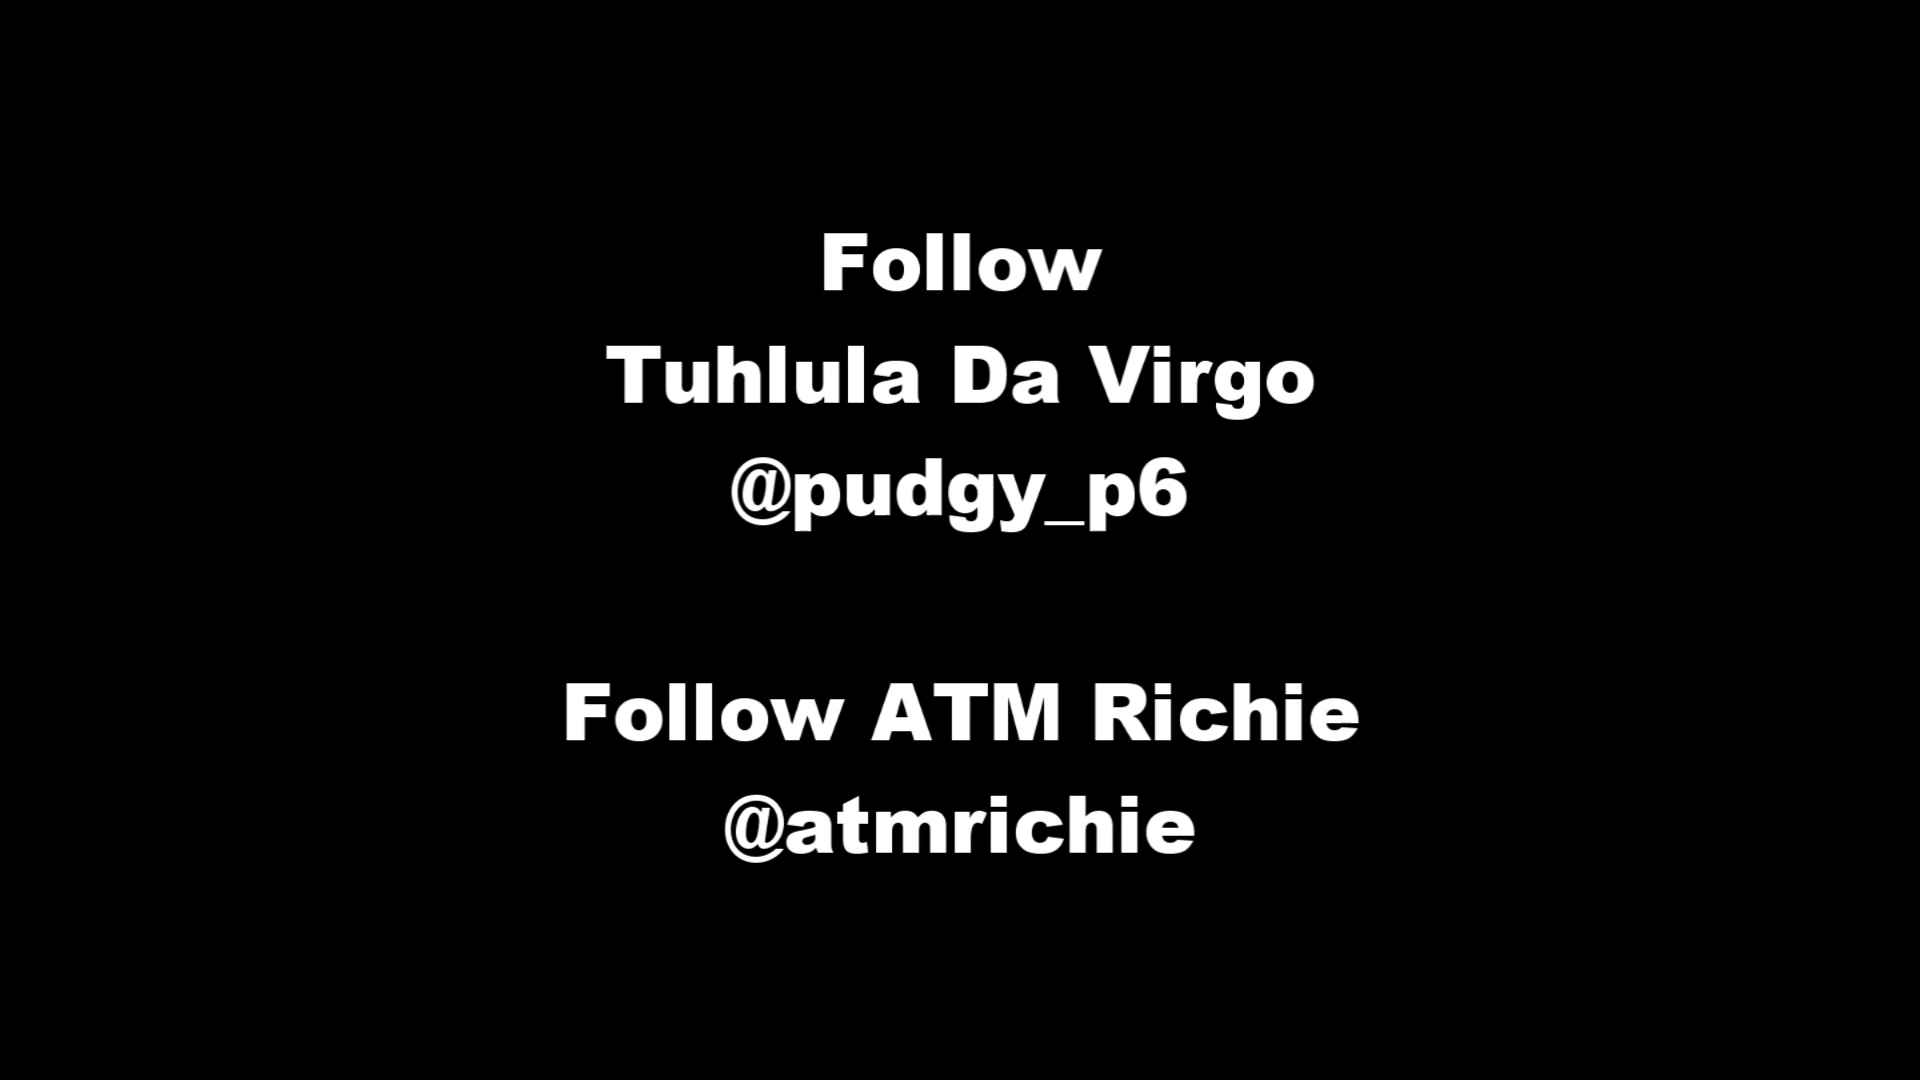 Follow
Tuhlula Da Virgo
@pudgy_p6
Follow ATM Richie
@atmrichie